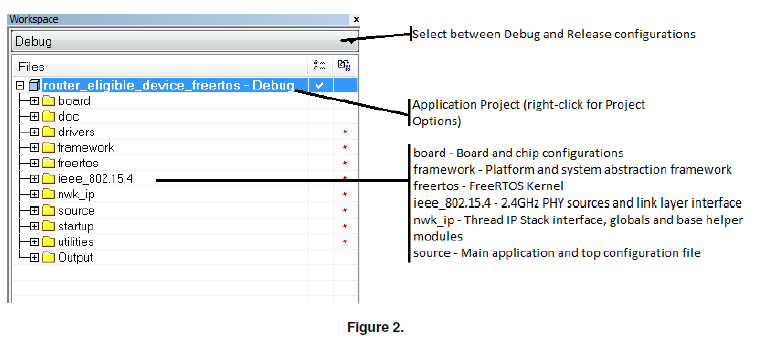 Workspace x
Debug
Select between Debug and Release configurations
Files
router_eligible_device_freertos - Debug
board
doc
drivers
framework
freertos
ieee_802.15.4
nwk_ip
source
startup
utilities
Output
Application Project (right-click for Project
Options)
board - Board and chip configurations
framework - Platform and system abstraction framework
freertos - FreeRTOS Kernel
ieee_802.15.4 - 2.4GHz PHY sources and link layer interface
nwk_ip - Thread IP Stack interface, globals and base helper
modules
source - Main application and top configuration file
Figure 2.